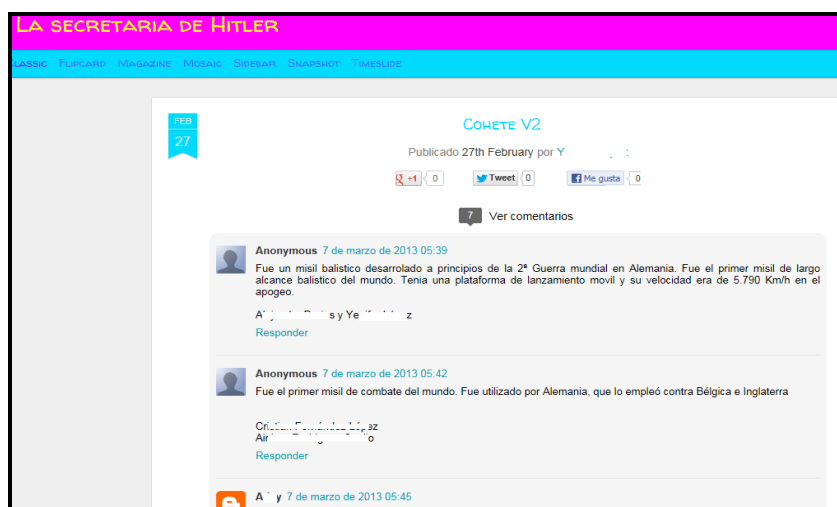 LA SECRETARIA DE HITLER
LASSIC FLIPCARD MAGAZINE MOSAIC SIDEBAR SNAPSHOT TIMESLIDE
FEB
27
COHETE V2
Publicado 27th February por Y
+1 0 Tweet 0 Me gusta 0
7 Ver comentarios
Anonymous 7 de marzo de 2013 05:39
Fue un misil balistico desarrolado a principios de la 2ª Guerra mundial en Alemania. Fue el primer misil de largo
alcance balistico del mundo. Tenia una plataforma de lanzamiento movil y su velocidad era de 5.790 Km/h en el
apogeo.
s y Ye z
Responder
Anonymous 7 de marzo de 2013 05:42
Fue el primer misil de combate del mundo. Fue utilizado por Alemania, que lo empleó contra Bélgica e Inglaterra
Responder
A y 7 de marzo de 2013 05:45